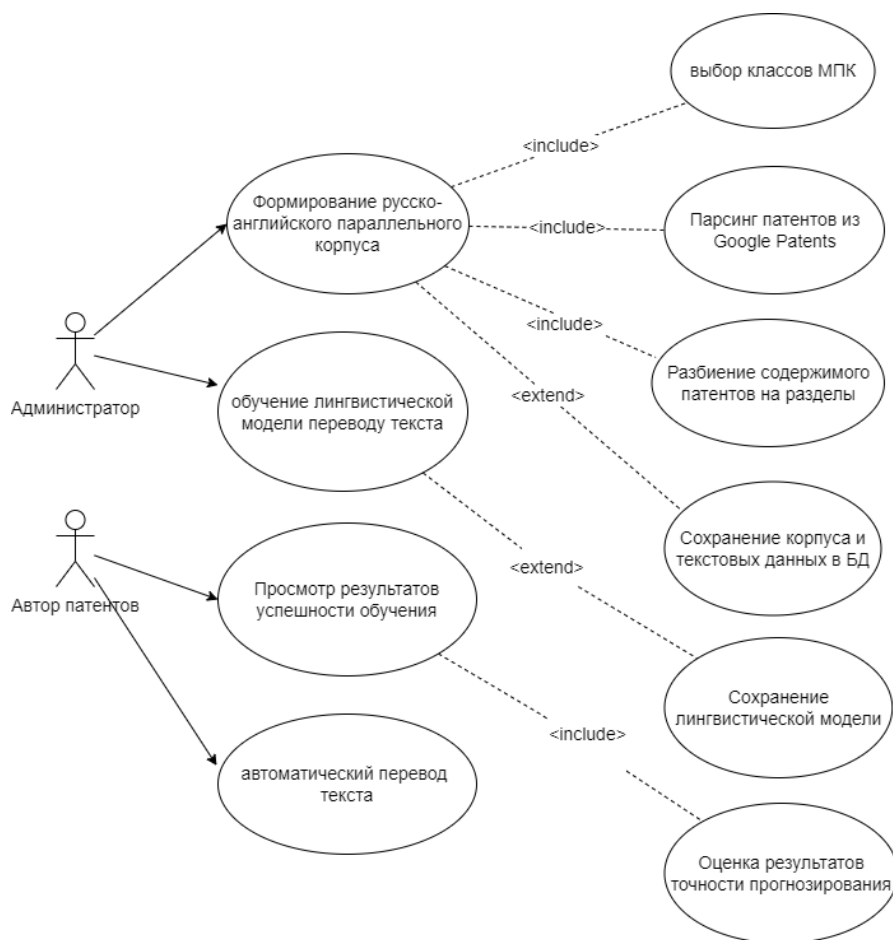 выбор классов МПК
<include>
Формирование русско-
английского параллельного
корпуса
<include>
Парсинг патентов из
Google Patents
<include>
Разбиение содержимого
патентов на разделы
Администратор
<extend>
обучение лингвистической
модели переводу текста
Сохранение корпуса и
текстовых данных в БД
<extend>
Автор патентов
Просмотр результатов
успешности обучения
Сохранение
лингвистической модели
<include>
автоматический перевод
текста
Оценка результатов
точности прогнозирования